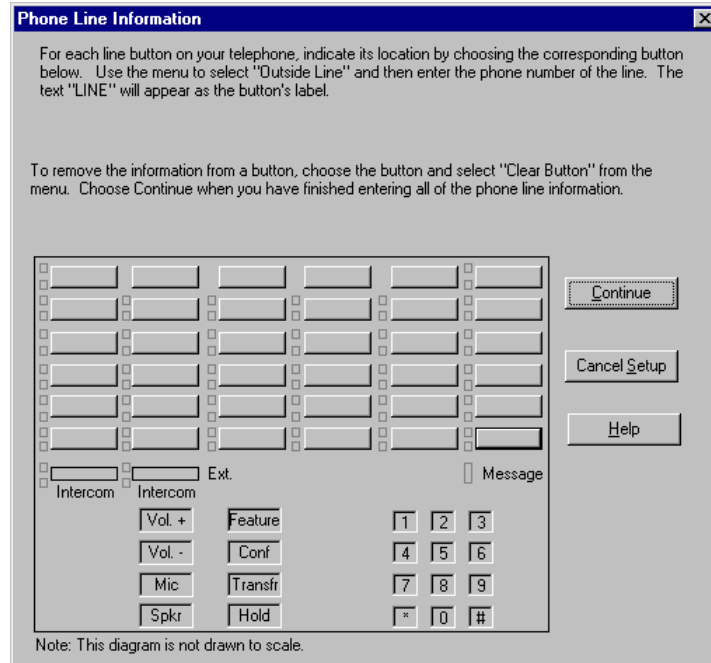 Phone Line Information
For each line button on your telephone, indicate its location by choosing the corresponding button
below.   Use the menu to select "Outside Line" and then enter the phone number of the line.  The
text "LINE" will appear as the button's label.
To remove the information from a button, choose the button and select "Clear Button" from the
menu.  Choose Continue when you have finished entering all of the phone line information.
Continue
Cancel Setup
Help
Ext.
Message
Intercom Intercom
Vol. + Feature 1 2 3
Vol. - Conf 4 5 6
Mic Transfr 7 8 9
Spkr Hold * 0 #
Note: This diagram is not drawn to scale.